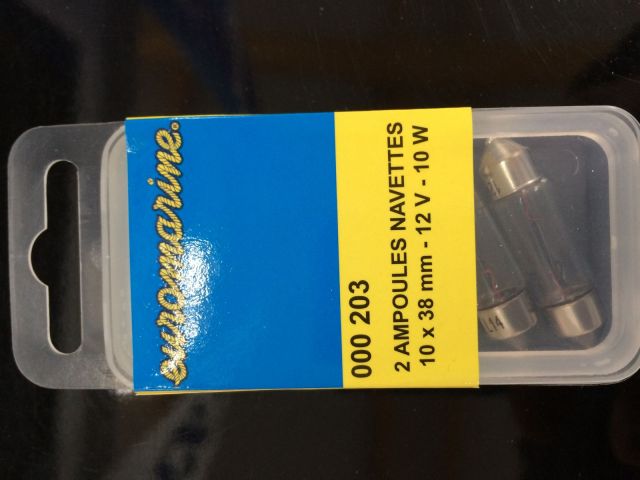 euromarine.
000 203
2 AMPOULES NAVETTES
10 x 38 mm - 12 V - 10 W